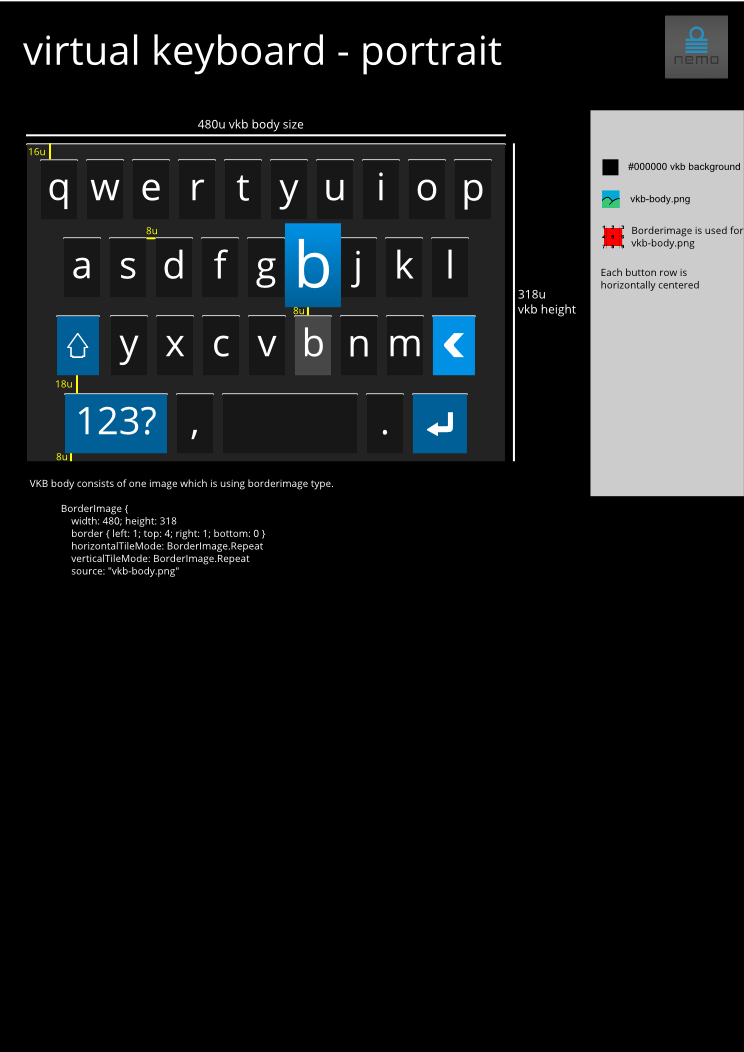 virtual keyboard - portrait
nemo
480u vkb body size
16u
q w e r t y u i o p
8u
a s d f g b j k l
8u
318u
vkb height
y x c v b n m
18u
123? , .
8u
#000000 vkb background
vkb-body.png
Borderimage is used for
vkb-body.png
Each button row is
horizontally centered
VKB body consists of one image which is using borderimage type.
BorderImage {
width: 480; height: 318
border { left: 1; top: 4; right: 1; bottom: 0 }
horizontalTileMode: BorderImage.Repeat
verticalTileMode: BorderImage.Repeat
source: "vkb-body.png"